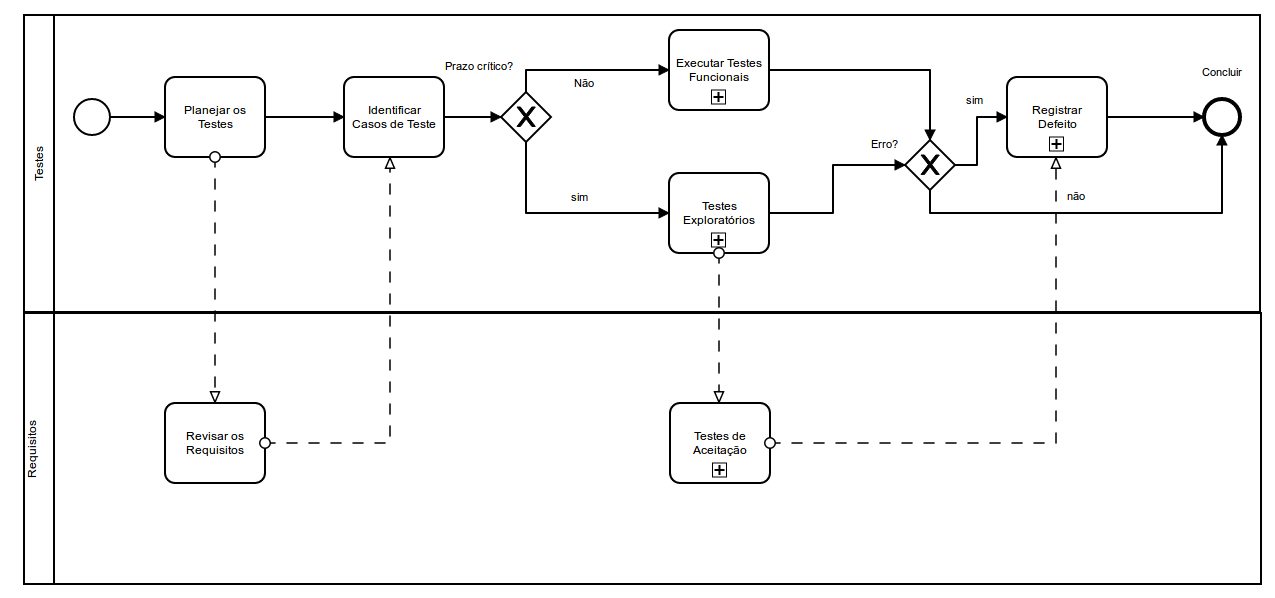 Testes
Planejar os
Testes
Identificar
Casos de Teste
Prazo crítico?
Não
sim
Executar Testes
Funcionais
Testes
Exploratórios
Erro?
sim
não
Registrar
Defeito
Concluir
Requisitos
Revisar os
Requisitos
Testes de
Aceitação